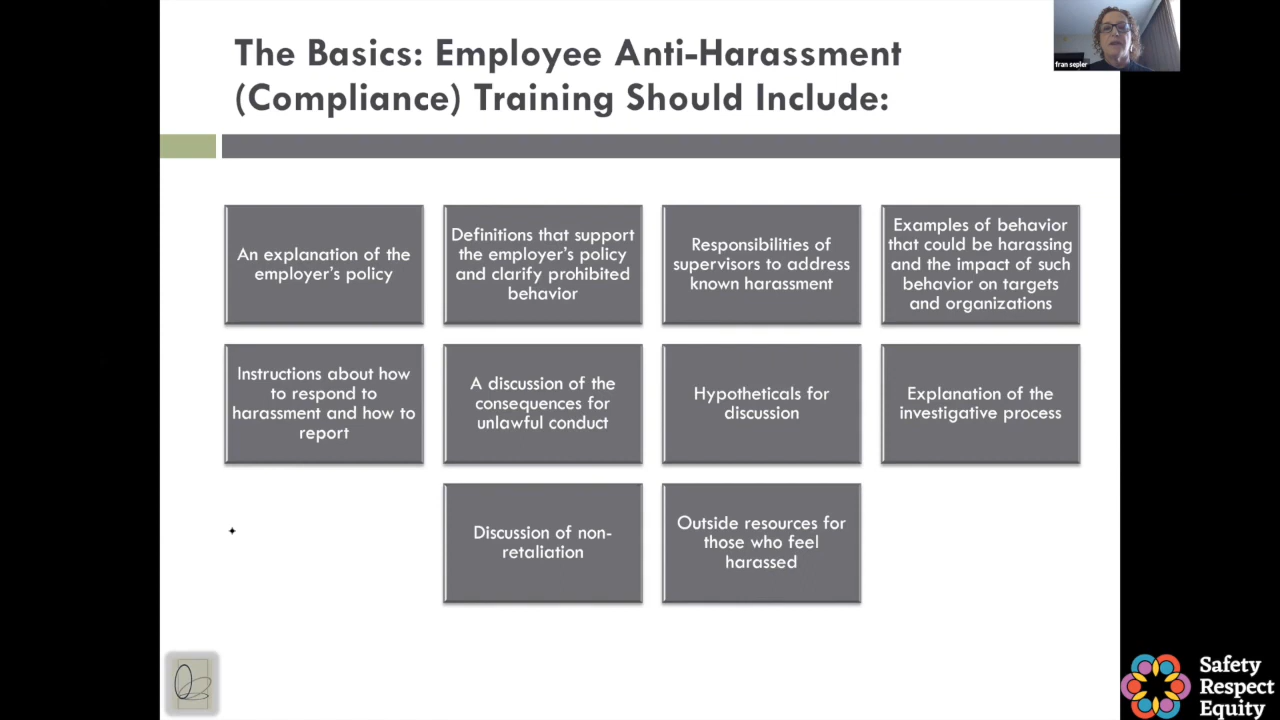 The Basics: Employee Anti-Harassment
(Compliance) Training Should Include:
fran sepler
An explanation of the
employer's policy
Definitions that support
the employer's policy
and clarify prohibited
behavior
Responsibilities of
supervisors to address
known harassment
Examples of behavior
that could be harassing
and the impact of such
behavior on targets
and organizations
Instructions about how
to respond to
harassment and how to
report
A discussion of the
consequences for
unlawful conduct
Hypotheticals for
discussion
Explanation of the
investigative process
Discussion of non-
retaliation
Outside resources for
those who feel
harassed
Safety
Respect
Equity